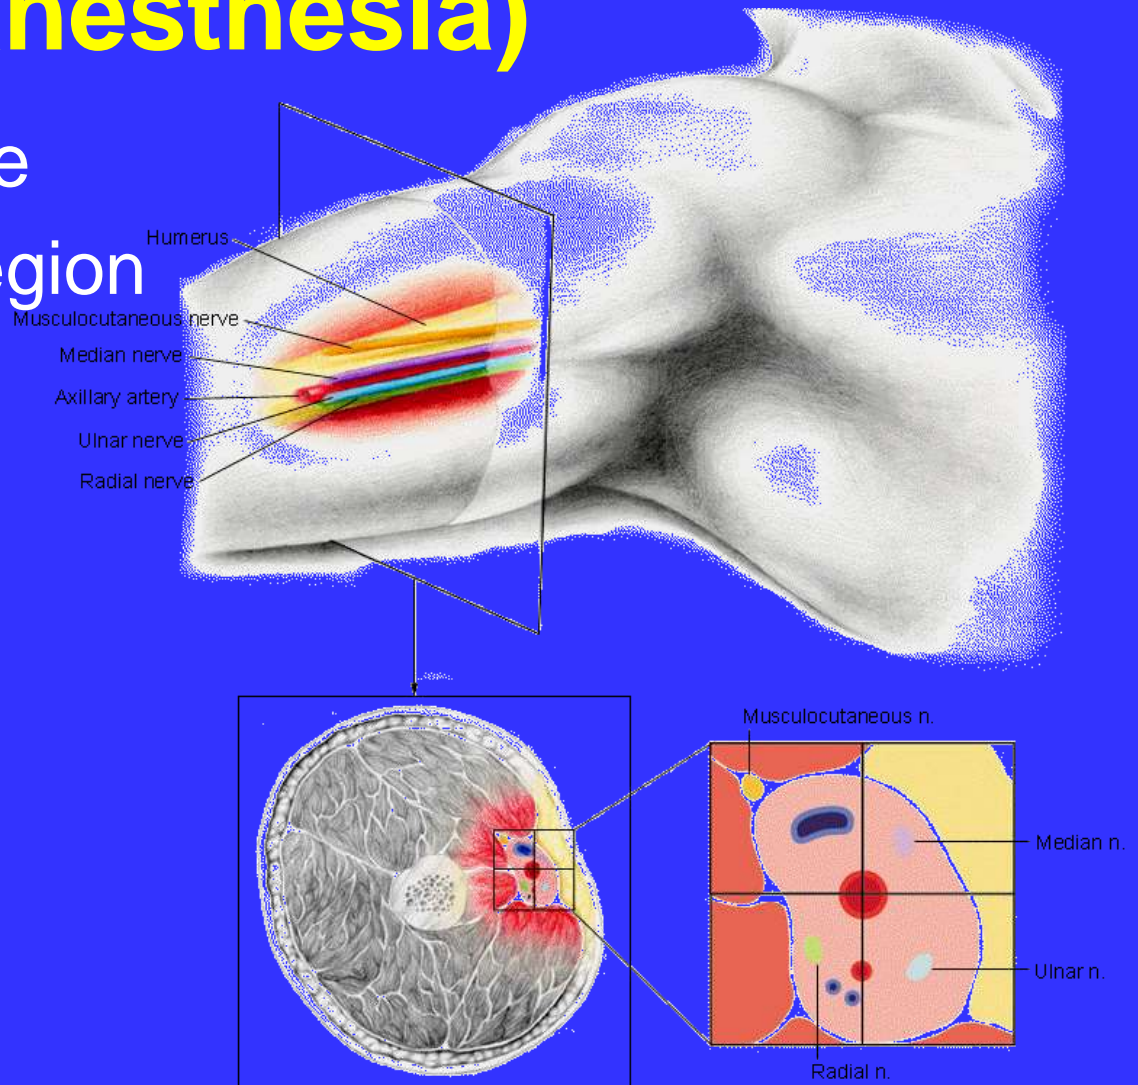 nesthesia)
e
egion
Humerus
Musculocutaneous nerve
Median nerve
Axillary artery
Ulnar nerve
Radial nerve
Musculocutaneous n.
Median n.
Ulnar n.
Radial n.